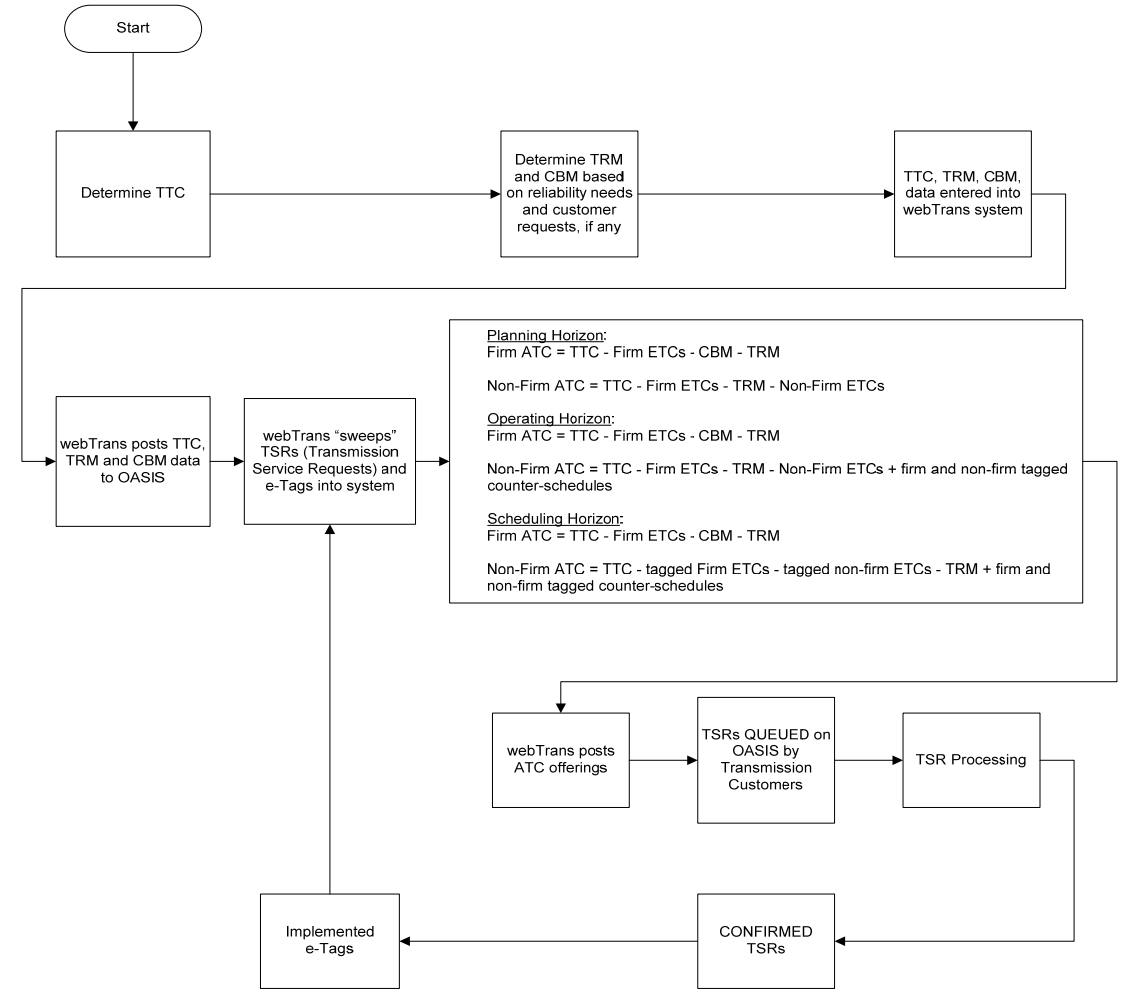 Start
Determine TTC
Determine TRM
and CBM based
on reliability needs
and customer
requests, if any
TTC, TRM, CBM,
data entered into
webTrans system
webTrans posts TTC,
TRM and CBM data
to OASIS
webTrans “sweeps”
TSRs (Transmission
Service Requests) and
e-Tags into system
Planning Horizon:
Firm ATC = TTC - Firm ETCs - CBM - TRM
Non-Firm ATC = TTC - Firm ETCs - TRM - Non-Firm ETCs
Operating Horizon:
Firm ATC = TTC - Firm ETCs - CBM - TRM
Non-Firm ATC = TTC - Firm ETCs - TRM - Non-Firm ETCs + firm and non-firm tagged
counter-schedules
Scheduling Horizon:
Firm ATC = TTC - Firm ETCs - CBM - TRM
Non-Firm ATC = TTC - tagged Firm ETCs - tagged non-firm ETCs - TRM + firm and
non-firm tagged counter-schedules
webTrans posts
ATC offerings
TSRs QUEUED on
OASIS by
Transmission
Customers
TSR Processing
CONFIRMED
TSRs
Implemented
e-Tags